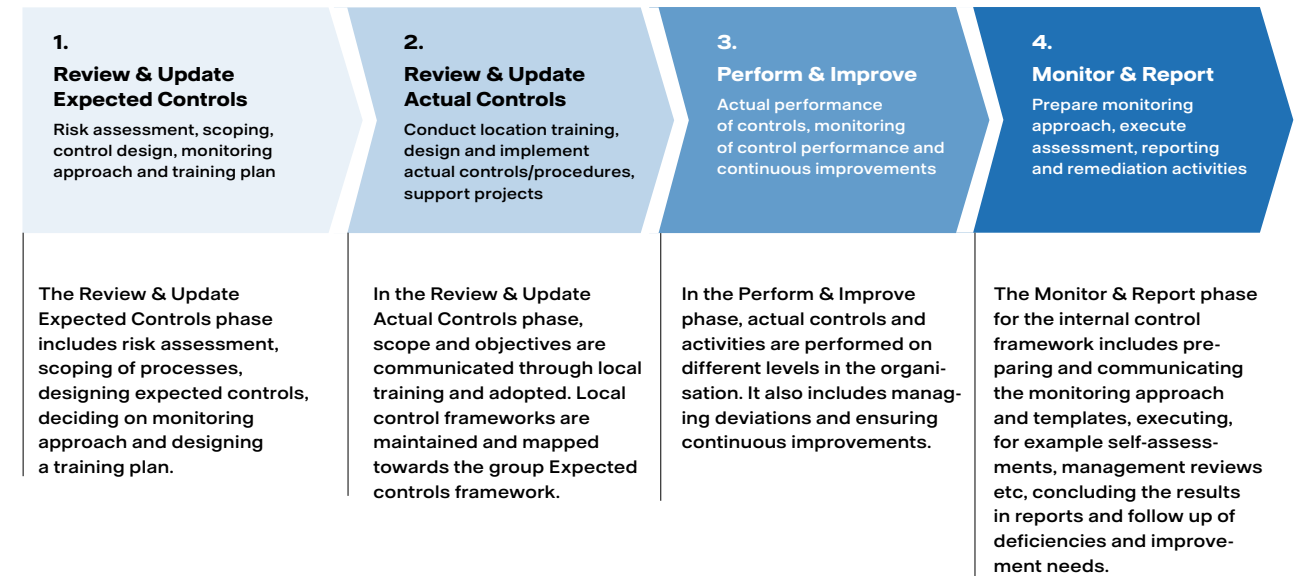 1.
Review & Update
Expected Controls
Risk assessment, scoping,
control design, monitoring
approach and training plan
2.
Review & Update
Actual Controls
Conduct location training,
design and implement
actual controls/procedures,
support projects
3.
Perform & Improve
Actual performance
of controls, monitoring
of control performance and
continuous improvements
4.
Monitor & Report
Prepare monitoring
approach, execute
assessment, reporting
and remediation activities
The Review & Update
Expected Controls phase
includes risk assessment,
scoping of processes,
designing expected controls,
deciding on monitoring
approach and designing
a training plan.
In the Review & Update
Actual Controls phase,
scope and objectives are
communicated through local
training and adopted. Local
control frameworks are
maintained and mapped
towards the group Expected
controls framework.
In the Perform & Improve
phase, actual controls and
activities are performed on
different levels in the organi-
sation. It also includes manag-
ing deviations and ensuring
continuous improvements.
The Monitor & Report phase
for the internal control
framework includes pre-
paring and communicating
the monitoring approach
and templates, executing,
for example self-assess-
ments, management reviews
etc, concluding the results
in reports and follow up of
deficiencies and improve-
ment needs.